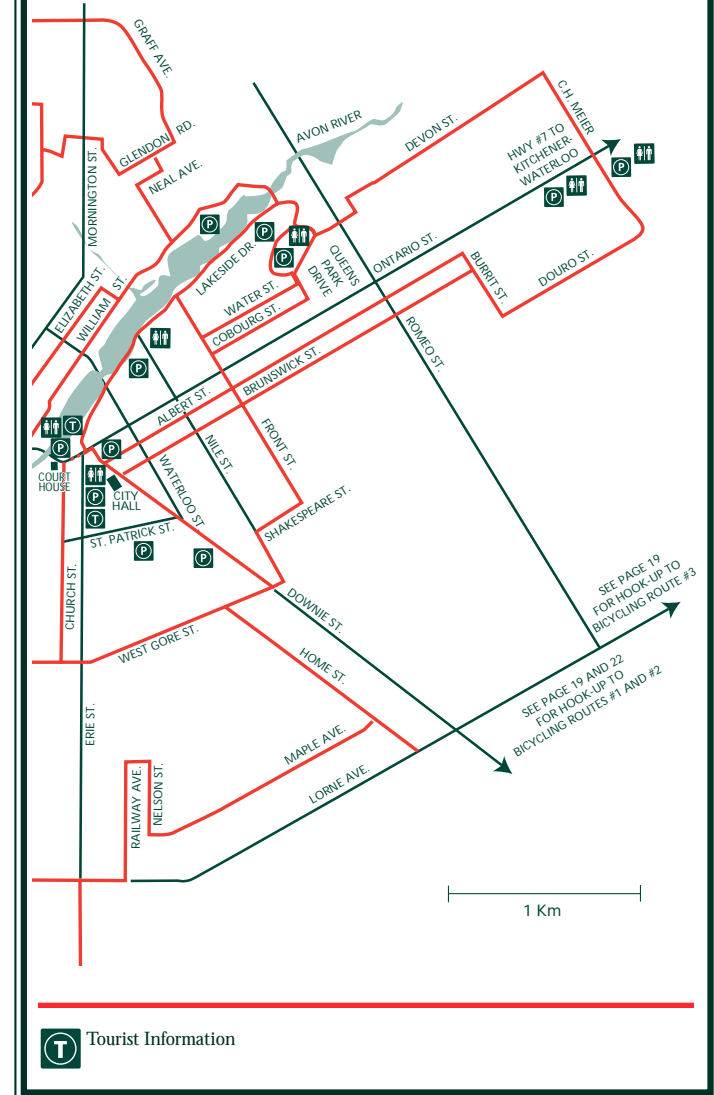 GRAFF AVE.
MORNINGTON ST.
GLENDON RD.
NEAL AVE.
AVON RIVER
DEVON ST.
C.H. MEIER
HWY #7 TO
KITCHENER-
WATERLOO
P
P
P
P
P
LAKESIDE DR.
QUEENS
PARK
DRIVE
ONTARIO ST.
BURRIT ST.
DOURO ST.
ELIZABETH ST.
WILLIAM ST.
WATER ST.
COBOURG ST.
ROMEO ST.
P
ALBERT ST.
BRUNSWICK ST.
T
P
P
COURT
HOUSE
P
T
CITY
HALL
WATERLOO ST
NILE ST.
FRONT ST.
SHAKESPEARE ST.
ST. PATRICK ST.
P
P
CHURCH ST.
WEST GORE ST.
DOWNIE ST.
HOME ST.
SEE PAGE 19
FOR HOOK-UP TO
BICYCLING ROUTE #3
SEE PAGE 19 AND 22
FOR HOOK-UP TO
BICYCLING ROUTES #1 AND #2
ERIE ST.
RAILWAY AVE.
NELSON ST.
MAPLE AVE.
LORNE AVE.
1 Km
T Tourist Information